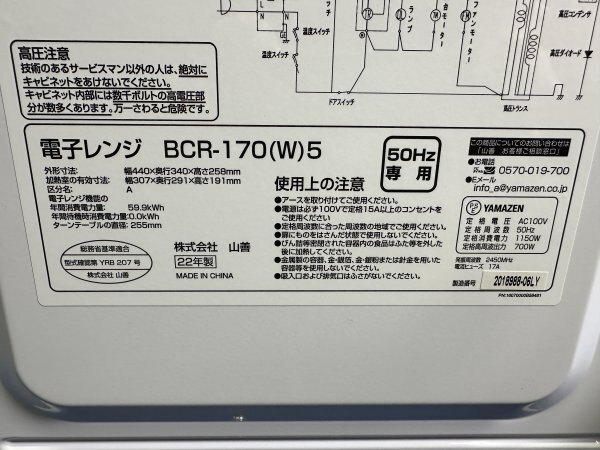 L
N
温度スイッチ
温度スイッチ
ドアスイッチ
ランプ
TM
FM
ファンモーター
高圧コンデンサ
高圧ダイオード
高圧トランス
高圧注意
技術のあるサービスマン以外の人は、絶対に
キャビネットをあけないでください。
キャビネット内部には数千ボルトの高電圧部
分が数多くあります。万一さわると危険です。
電子レンジ BCR-170(W)5
外形寸法: 幅440×奥行340×高さ258mm
加熱室の有効寸法: 幅307×奥行291×高さ191mm
区分名: A
電子レンジ機能の
年間消費電力量: 59.9kWh
年間待機時消費電力量: 0.0kWh
ターンテーブルの直径: 255mm
総務省基準適合
型式確認第 YRB 207 号
株式会社 山善
株式会社 山善
22年製
MADE IN CHINA
50Hz
専用
使用上の注意
●アースを取り付けてご使用ください。
●電源は必ず100Vで定格15A以上のコンセントを
ご使用ください。
●定格周波数に合った周波数の地域でご使用ください。
●扉にものをはさんだ状態で使用しないでください。
●びん詰等密閉された容器内の食品はふた等を外した
後に加熱してください。
●金属製の容器、金・銀箔、金・銀粉または針金を用いた
容器等を使用しないでください。
●吸入口および排気口はふさがないでください。
この商品についてのお問い合わせは
「山善 お客様ご相談窓口」
●お電話
0570-019-700
●Eメール
info_a@yamazen.co.jp
PSE YAMAZEN
定格電圧 AC100V
定格周波数 50Hz
定格消費電力 1150W
定格高周波出力 700W
発振周波数 2450MHz
電流ヒューズ 17A
製造番号 2018988-06LY